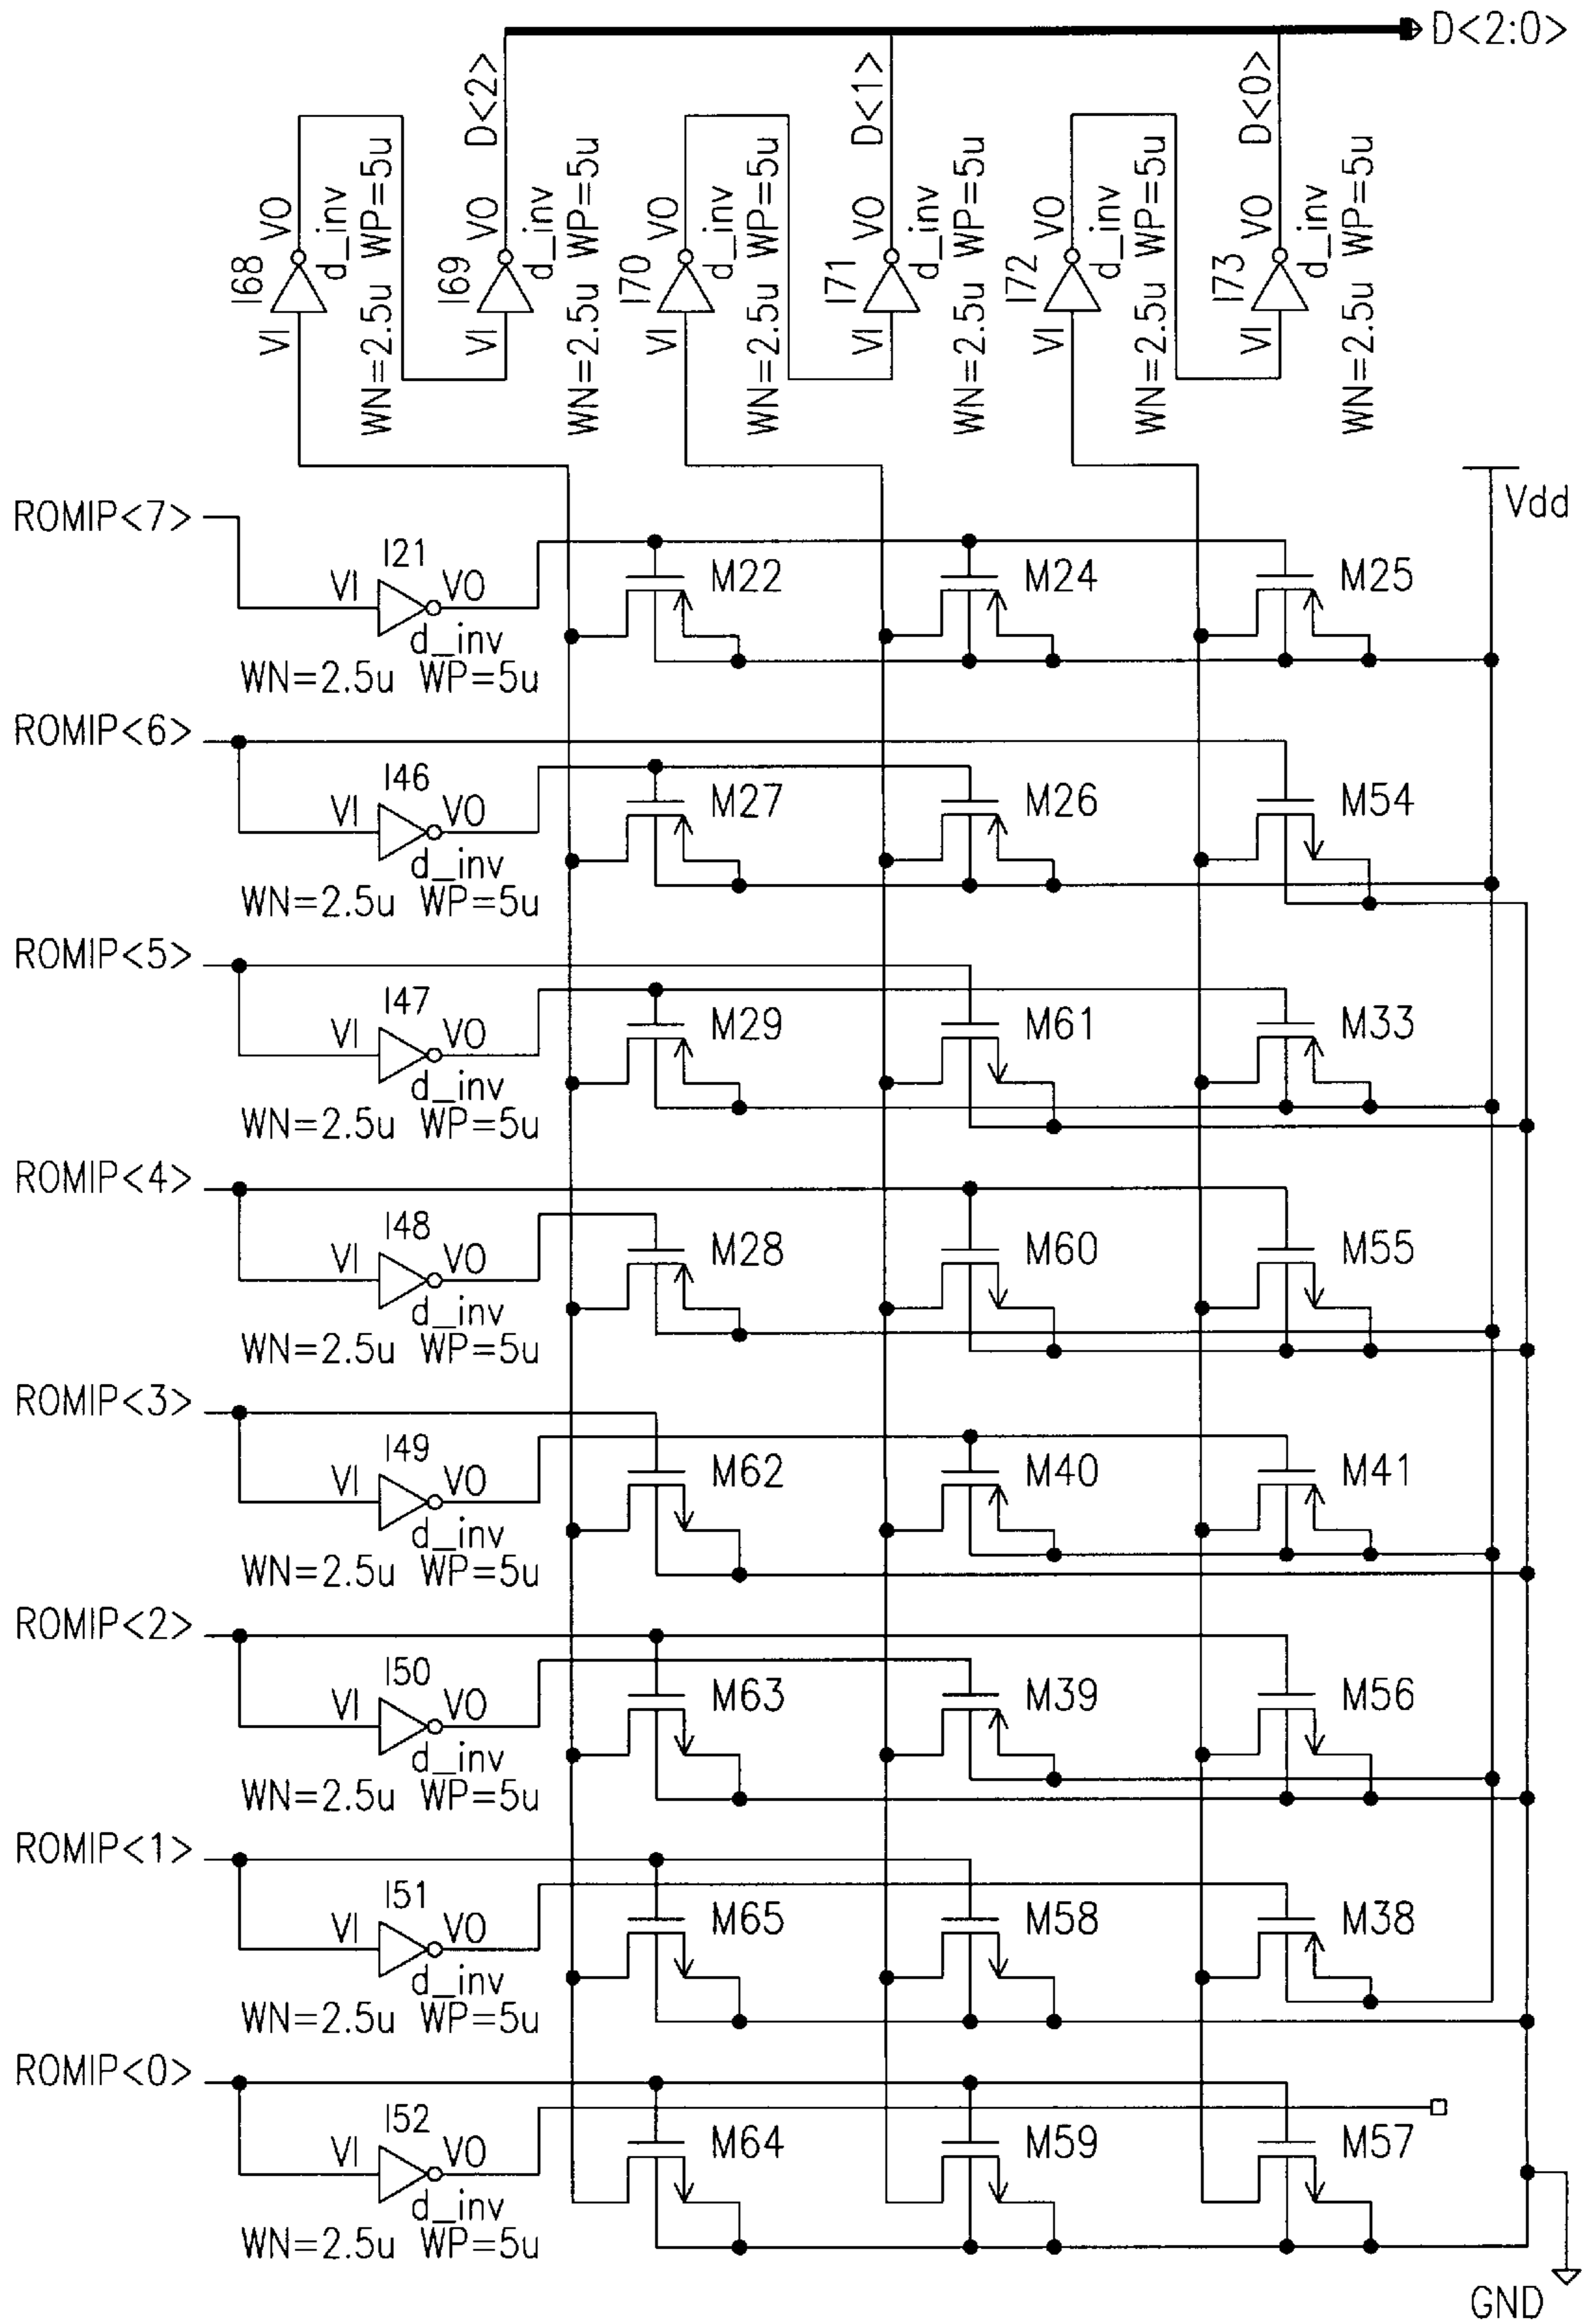 D<2:0>
D<2>
D<1>
D<0>
I68 VI VO d_inv WN=2.5u WP=5u
I69 VI VO d_inv WN=2.5u WP=5u
I70 VI VO d_inv WN=2.5u WP=5u
I71 VI VO d_inv WN=2.5u WP=5u
I72 VI VO d_inv WN=2.5u WP=5u
I73 VI VO d_inv WN=2.5u WP=5u
Vdd
ROMIP<7>
I21
VI VO
d_inv
WN=2.5u WP=5u
M22 M24 M25
ROMIP<6>
I46
VI VO
d_inv
WN=2.5u WP=5u
M27 M26 M54
ROMIP<5>
I47
VI VO
d_inv
WN=2.5u WP=5u
M29 M61 M33
ROMIP<4>
I48
VI VO
d_inv
WN=2.5u WP=5u
M28 M60 M55
ROMIP<3>
I49
VI VO
d_inv
WN=2.5u WP=5u
M62 M40 M41
ROMIP<2>
I50
VI VO
d_inv
WN=2.5u WP=5u
M63 M39 M56
ROMIP<1>
I51
VI VO
d_inv
WN=2.5u WP=5u
M65 M58 M38
ROMIP<0>
I52
VI VO
d_inv
WN=2.5u WP=5u
M64 M59 M57
GND